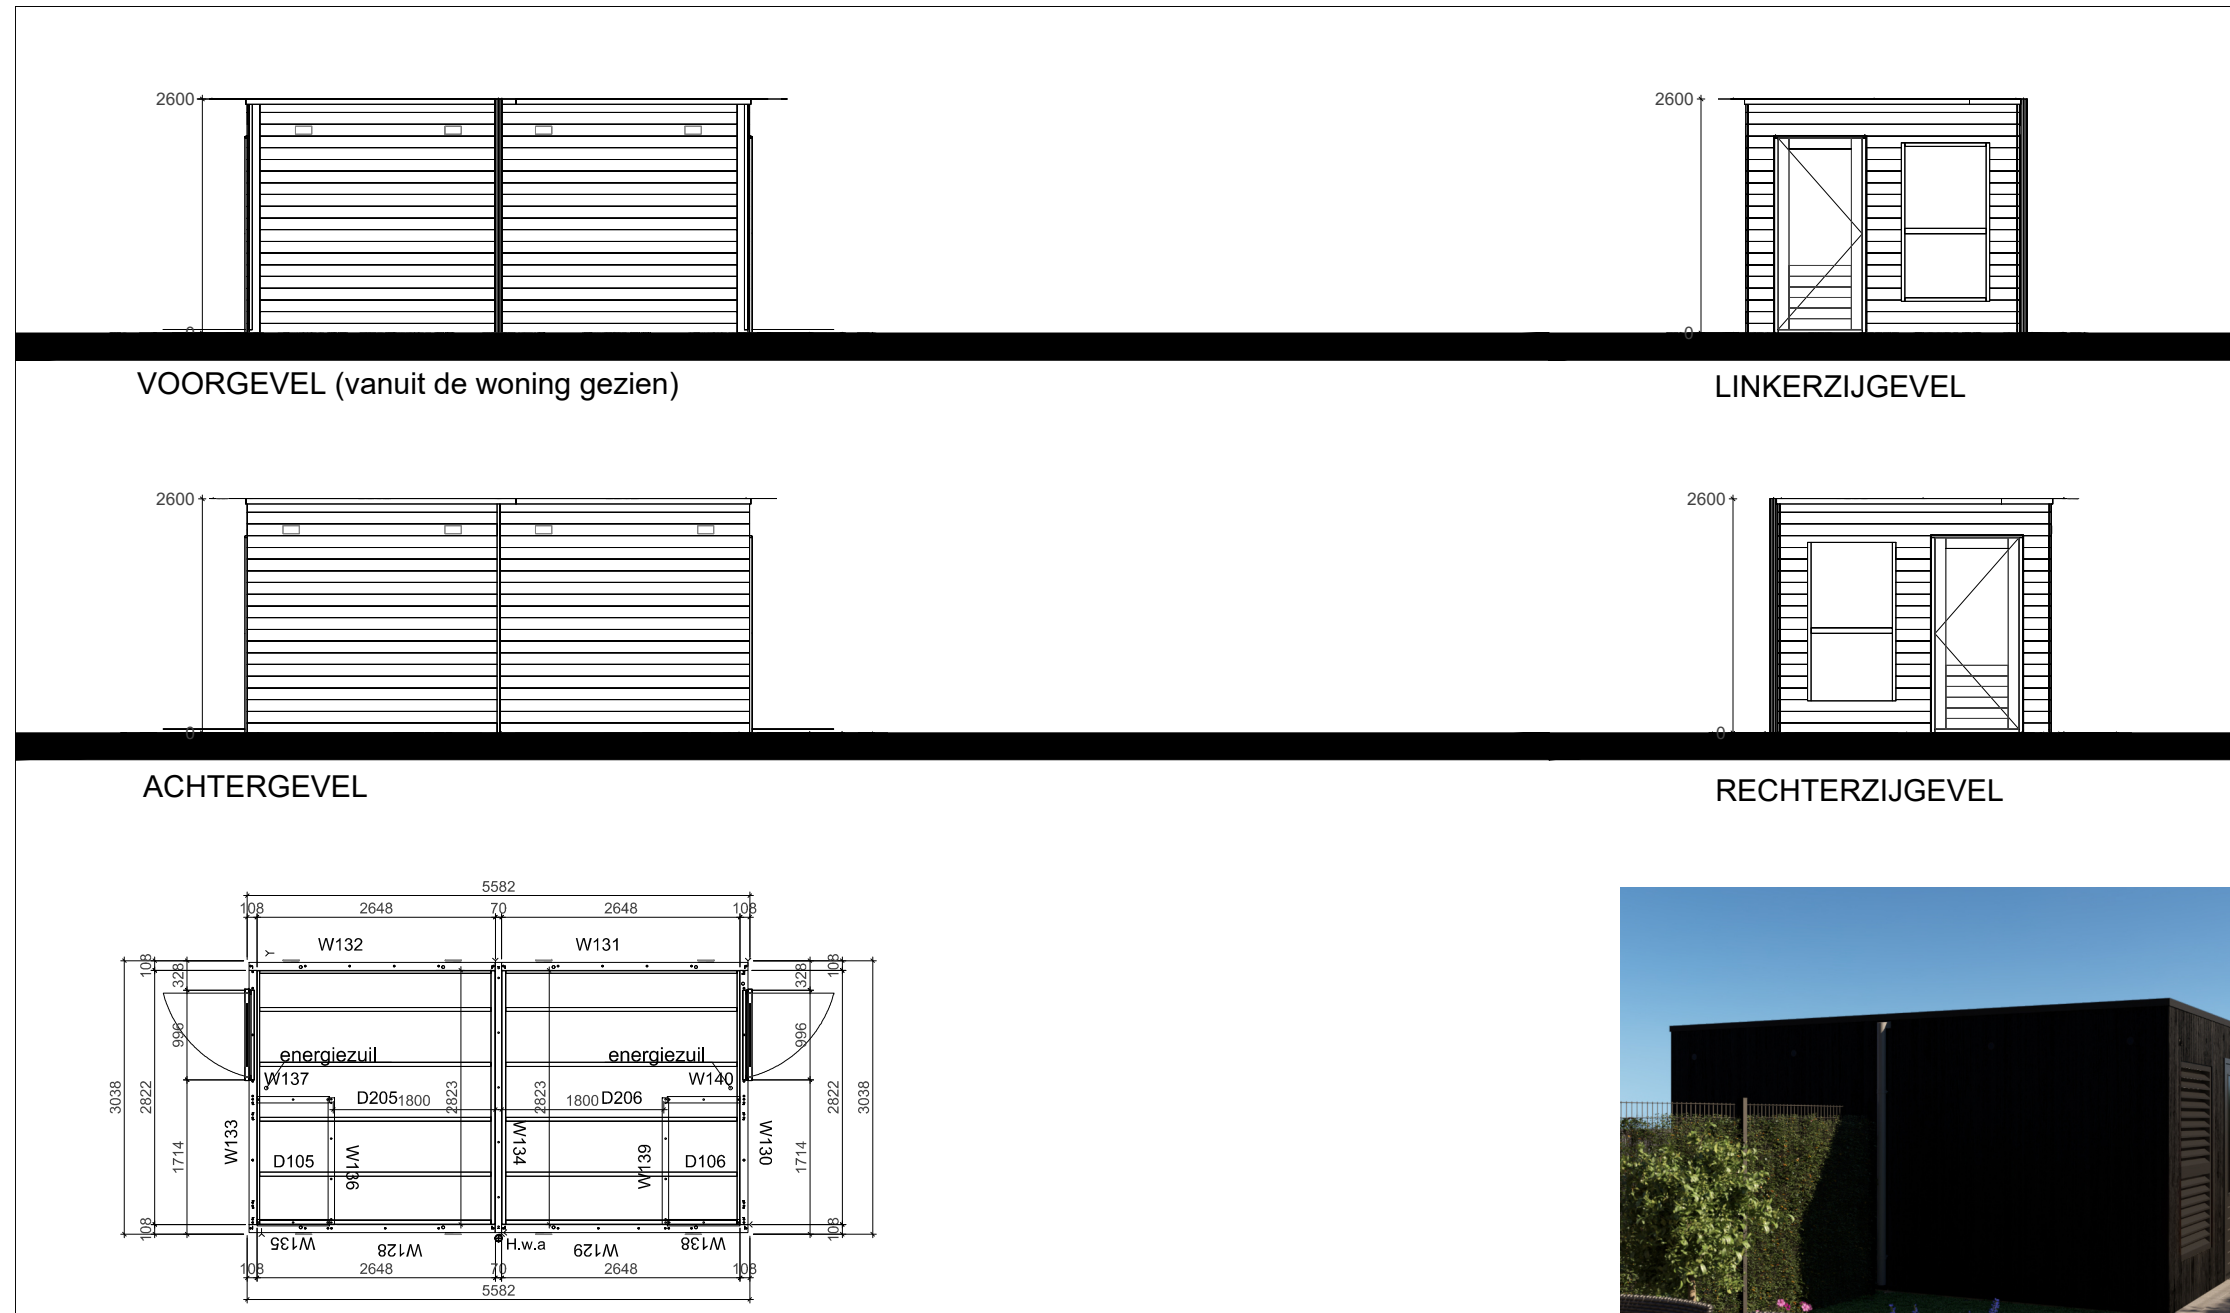 2600
2600
0
0
VOORGEVEL (vanuit de woning gezien)
LINKERZIJGEVEL
2600
2600
0
0
ACHTERGEVEL
RECHTERZIJGEVEL
5582
108 2648 70 2648 108
W132 W131
Y
108 328 328 108
996 996
energiezuil energiezuil
W137 W140
D205 1800 2823 2823 1800 D206
3038 2822 2822 3038
W133 W136 W134 W139 W130
1714 1714
D105 D106
108 108
W135 W128 H.w.a W129 W138
108 2648 70 2648 108
5582